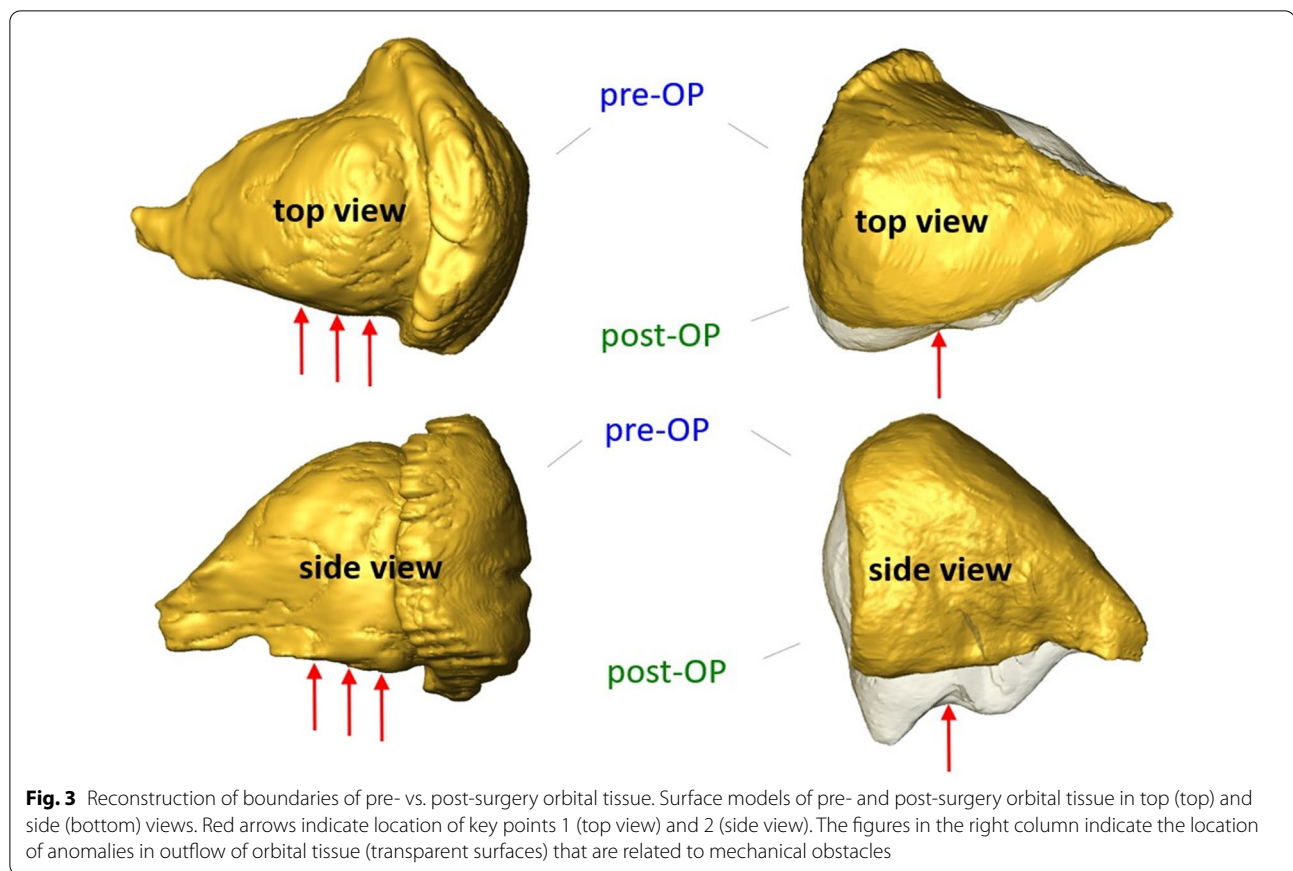 pre-OP
top view
top view
post-OP
pre-OP
side view
side view
post-OP
Fig. 3 Reconstruction of boundaries of pre- vs. post-surgery orbital tissue. Surface models of pre- and post-surgery orbital tissue in top (top) and
side (bottom) views. Red arrows indicate location of key points 1 (top view) and 2 (side view). The figures in the right column indicate the location
of anomalies in outflow of orbital tissue (transparent surfaces) that are related to mechanical obstacles